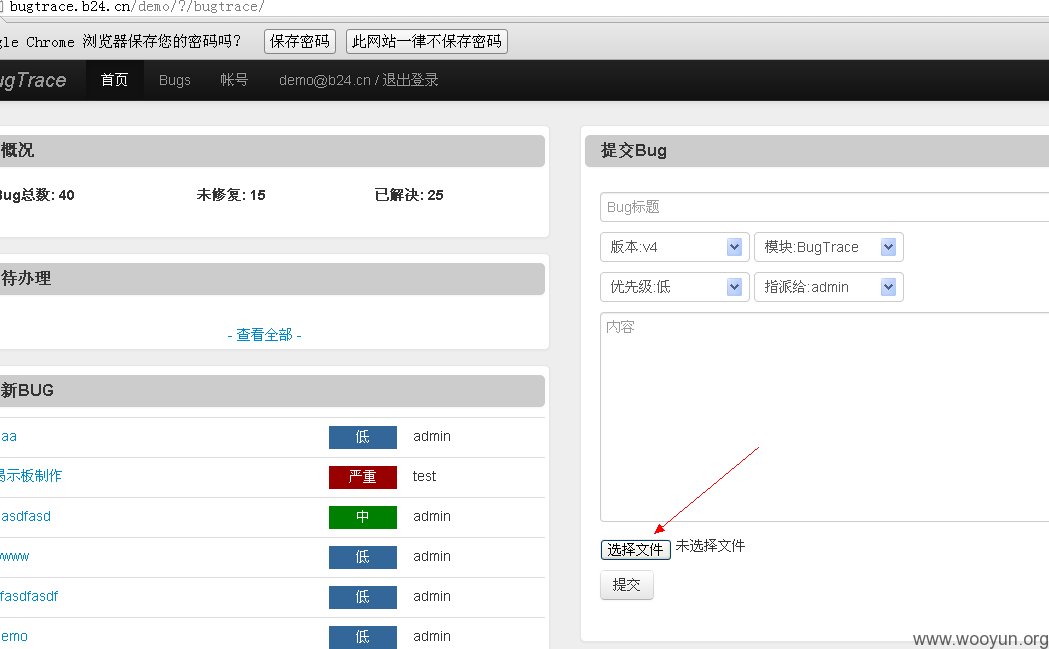 bugtrace.b24.cn/demo/?/bugtrace/
gle Chrome 浏览器保存您的密码吗? 保存密码 此网站一律不保存密码
ugTrace 首页 Bugs 帐号 demo@b24.cn / 退出登录
概况
Bug总数: 40 未修复: 15 已解决: 25
待办理
- 查看全部 -
新BUG
aa 低 admin
揭示板制作 严重 test
asdfasd 中 admin
www 低 admin
fasdfasdf 低 admin
emo 低 admin
提交Bug
Bug标题
版本:v4 模块:BugTrace
优先级:低 指派给:admin
内容
选择文件 未选择文件
提交
www.wooyun.org